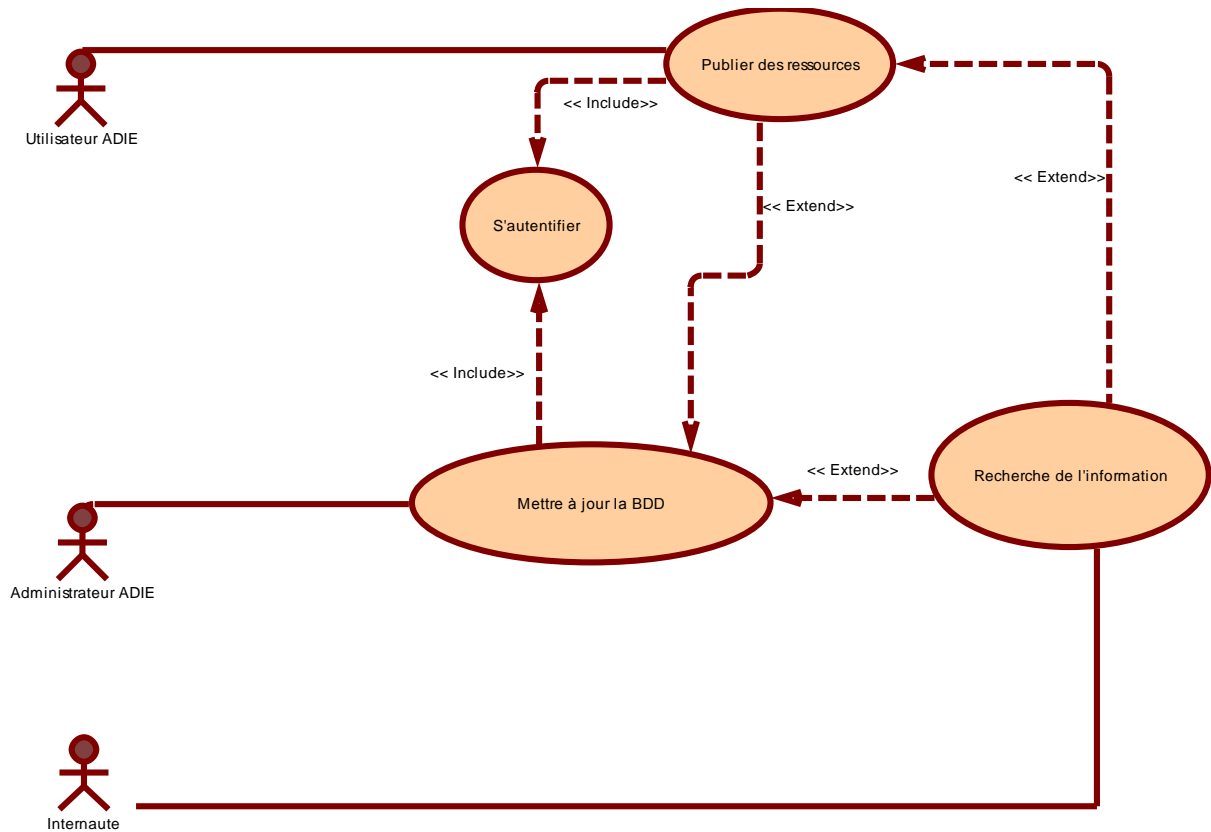 Publier des ressources
<< Include>>
Utilisateur ADIE
<< Extend>>
<< Extend>>
S'autentifier
<< Include>>
<< Extend>>
Recherche de l'information
Mettre à jour la BDD
Administrateur ADIE
Internaute